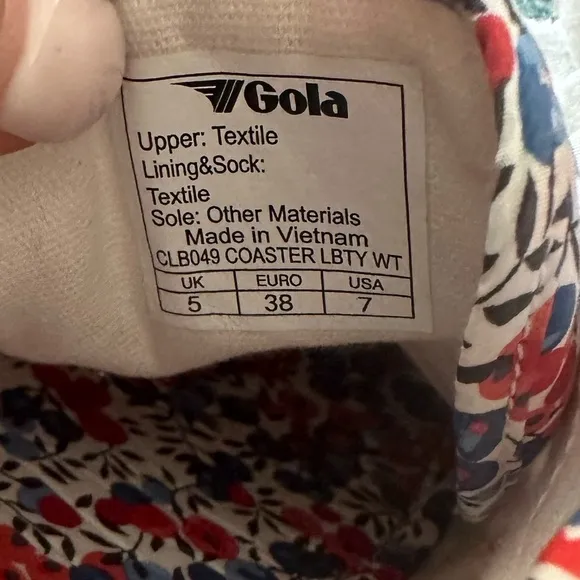 Gola
Upper: Textile
Lining&Sock:
Textile
Sole: Other Materials
Made in Vietnam
CLB049 COASTER LBTY WT
UK EURO USA
5 38 7